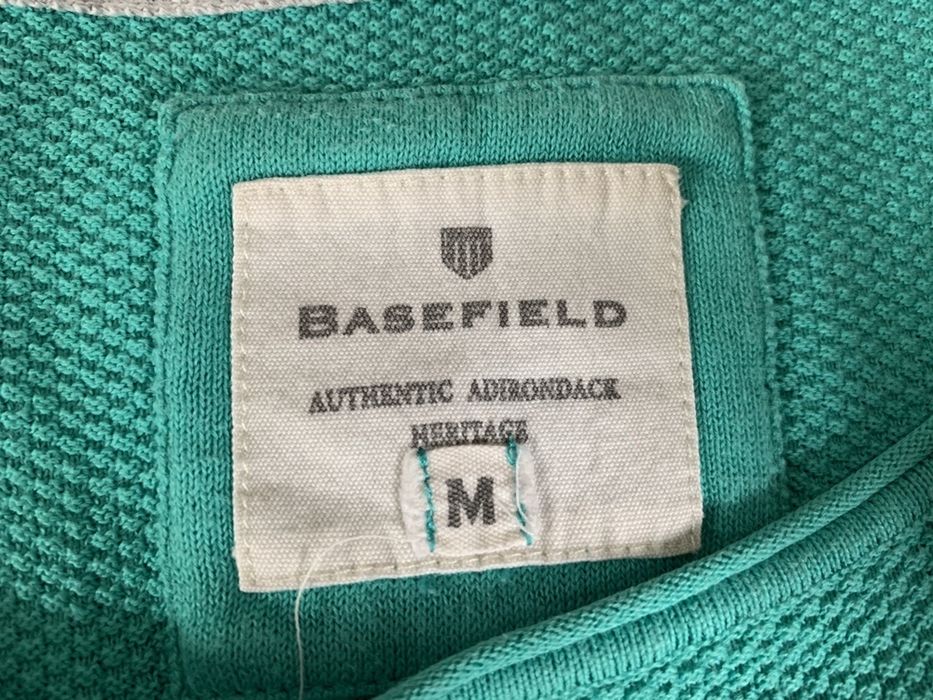 BASEFIELD
AUTHENTIC ADIRONDACK
HERITAGE
M